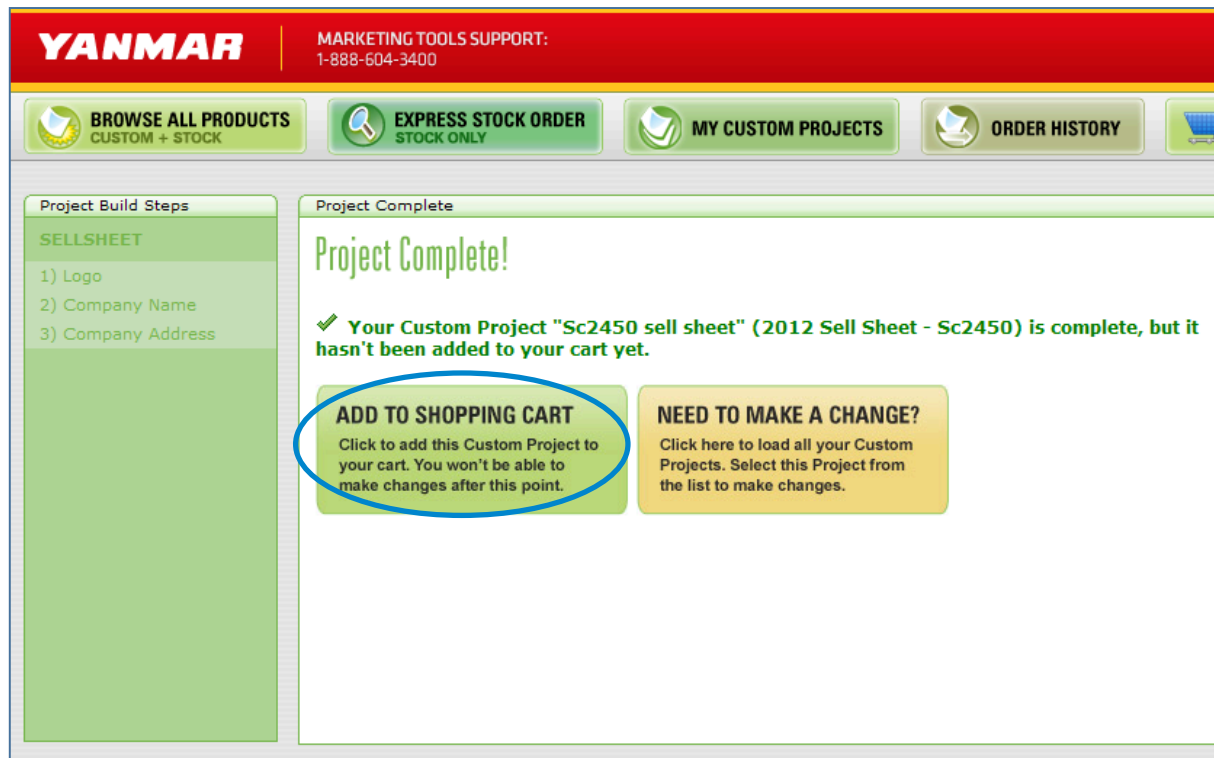 YANMAR
MARKETING TOOLS SUPPORT:
1-888-604-3400
BROWSE ALL PRODUCTS
CUSTOM + STOCK
EXPRESS STOCK ORDER
STOCK ONLY
MY CUSTOM PROJECTS
ORDER HISTORY
Project Build Steps
SELLSHEET
1) Logo
2) Company Name
3) Company Address
Project Complete
Project Complete!
Your Custom Project "Sc2450 sell sheet" (2012 Sell Sheet - Sc2450) is complete, but it
hasn't been added to your cart yet.
ADD TO SHOPPING CART
Click to add this Custom Project to
your cart. You won't be able to
make changes after this point.
NEED TO MAKE A CHANGE?
Click here to load all your Custom
Projects. Select this Project from
the list to make changes.